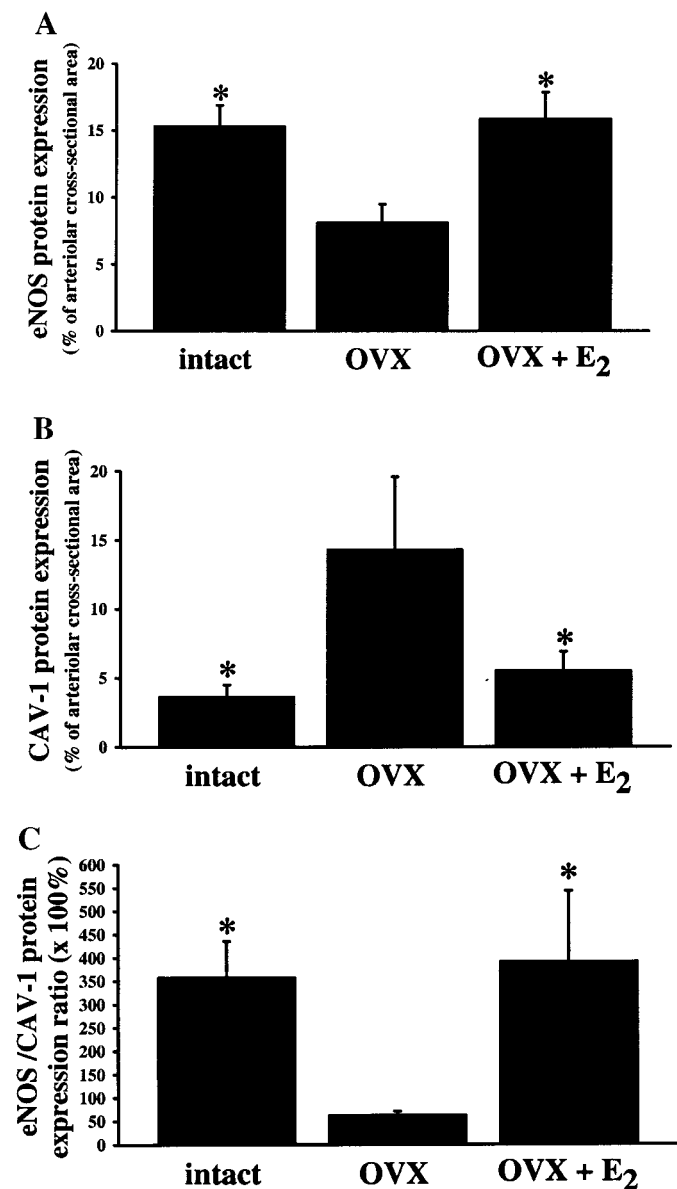 A
eNOS protein expression
(% of arteriolar cross-sectional area)
20
15
10
5
0
*
*
intact
OVX
OVX + E2
B
CAV-1 protein expression
(% of arteriolar cross-sectional area)
20
15
10
5
0
*
*
intact
OVX
OVX + E2
C
eNOS /CAV-1 protein
expression ratio (x 100%)
600
550
500
450
400
350
300
250
200
150
100
50
0
*
*
intact
OVX
OVX + E2